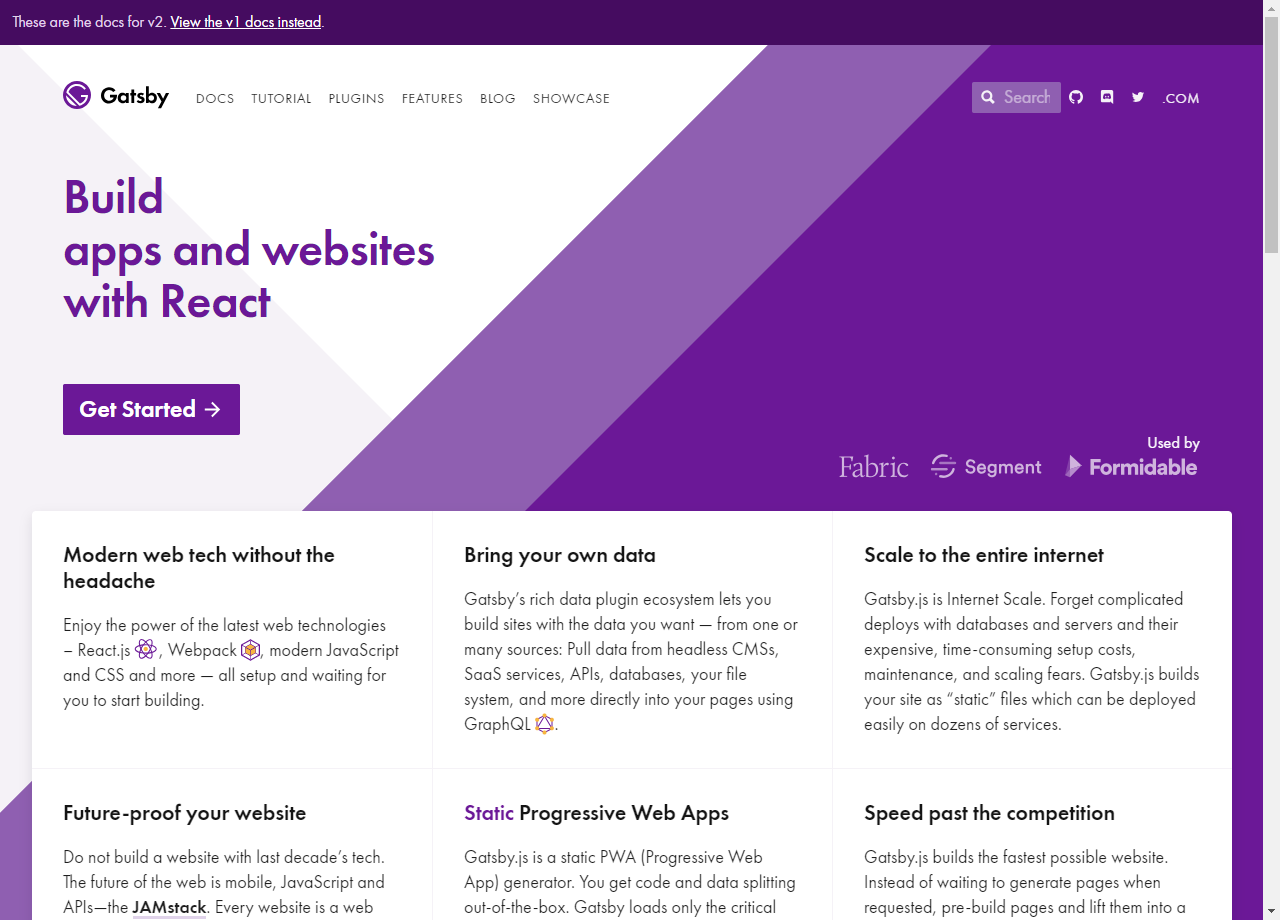 These are the docs for v2. View the v1 docs instead.
Gatsby DOCS TUTORIAL PLUGINS FEATURES BLOG SHOWCASE Search .COM
Build
apps and websites
with React
Get Started →
Used by
Fabric Segment Formidable
Modern web tech without the
headache
Enjoy the power of the latest web technologies
– React.js , Webpack , modern JavaScript
and CSS and more — all setup and waiting for
you to start building.
Bring your own data
Gatsby’s rich data plugin ecosystem lets you
build sites with the data you want — from one or
many sources: Pull data from headless CMSs,
SaaS services, APIs, databases, your file
system, and more directly into your pages using
GraphQL .
Scale to the entire internet
Gatsby.js is Internet Scale. Forget complicated
deploys with databases and servers and their
expensive, time-consuming setup costs,
maintenance, and scaling fears. Gatsby.js builds
your site as “static” files which can be deployed
easily on dozens of services.
Future-proof your website
Do not build a website with last decade’s tech.
The future of the web is mobile, JavaScript and
APIs—the JAMstack. Every website is a web
Static Progressive Web Apps
Gatsby.js is a static PWA (Progressive Web
App) generator. You get code and data splitting
out-of-the-box. Gatsby loads only the critical
Speed past the competition
Gatsby.js builds the fastest possible website.
Instead of waiting to generate pages when
requested, pre-build pages and lift them into a